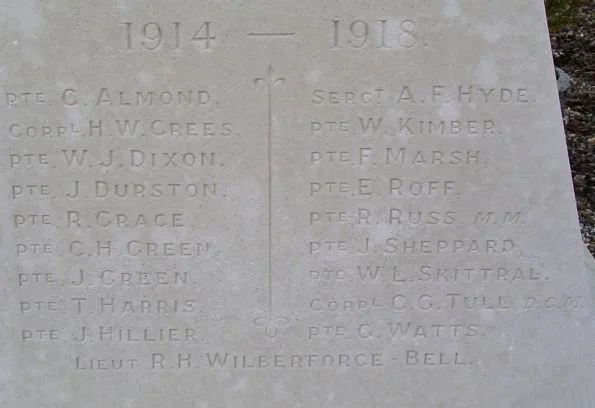 1914 — 1918.
PTE. G. ALMOND.
CORPL. H. W. CREES.
PTE. W. J. DIXON.
PTE. J. DURSTON.
PTE. R. GRACE.
PTE. C. H. GREEN.
PTE. J. GREEN.
PTE. T. HARRIS.
PTE. J. HILLIER.
SERGT. A. F. HYDE.
PTE. W. KIMBER.
PTE. F. MARSH.
PTE. E. ROFF.
PTE. R. RUSS. M.M.
PTE. J. SHEPPARD.
PTE. W. L. SKITTRAL.
CORPL. C. G. TULL. D.C.M.
PTE. G. WATTS.
LIEUT. R. H. WILBERFORCE - BELL.